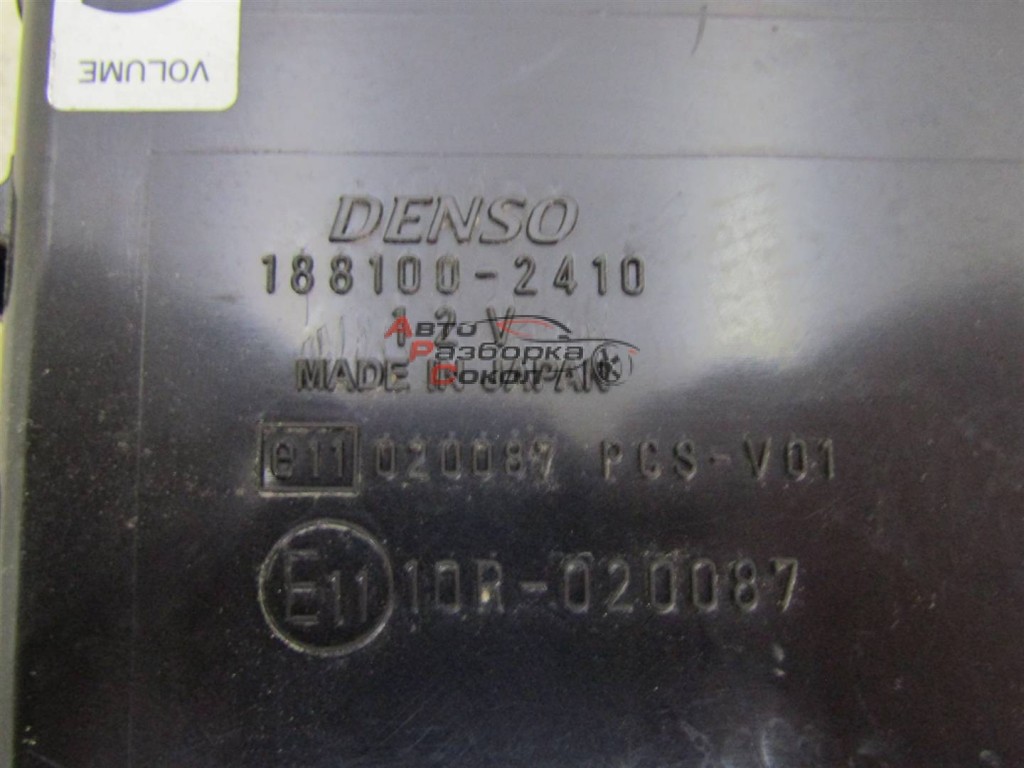 VOLUME
DENSO
188100-2410
12V
Авто
Разборка
Сокол
MADE IN JAPAN
e11 020087 PCS-V01
E11 10R-020087